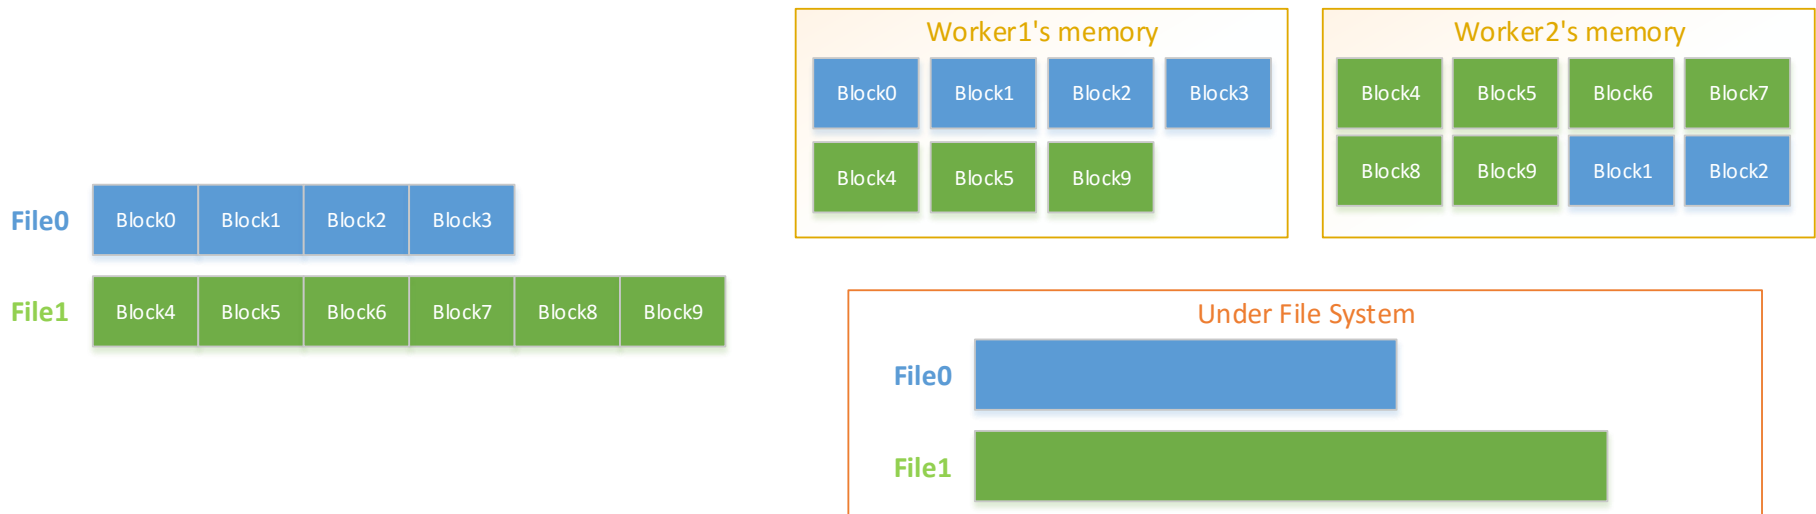 File0 Block0 Block1 Block2 Block3
File1 Block4 Block5 Block6 Block7 Block8 Block9
Worker1's memory
Block0 Block1 Block2 Block3
Block4 Block5 Block9
Worker2's memory
Block4 Block5 Block6 Block7
Block8 Block9 Block1 Block2
Under File System
File0
File1